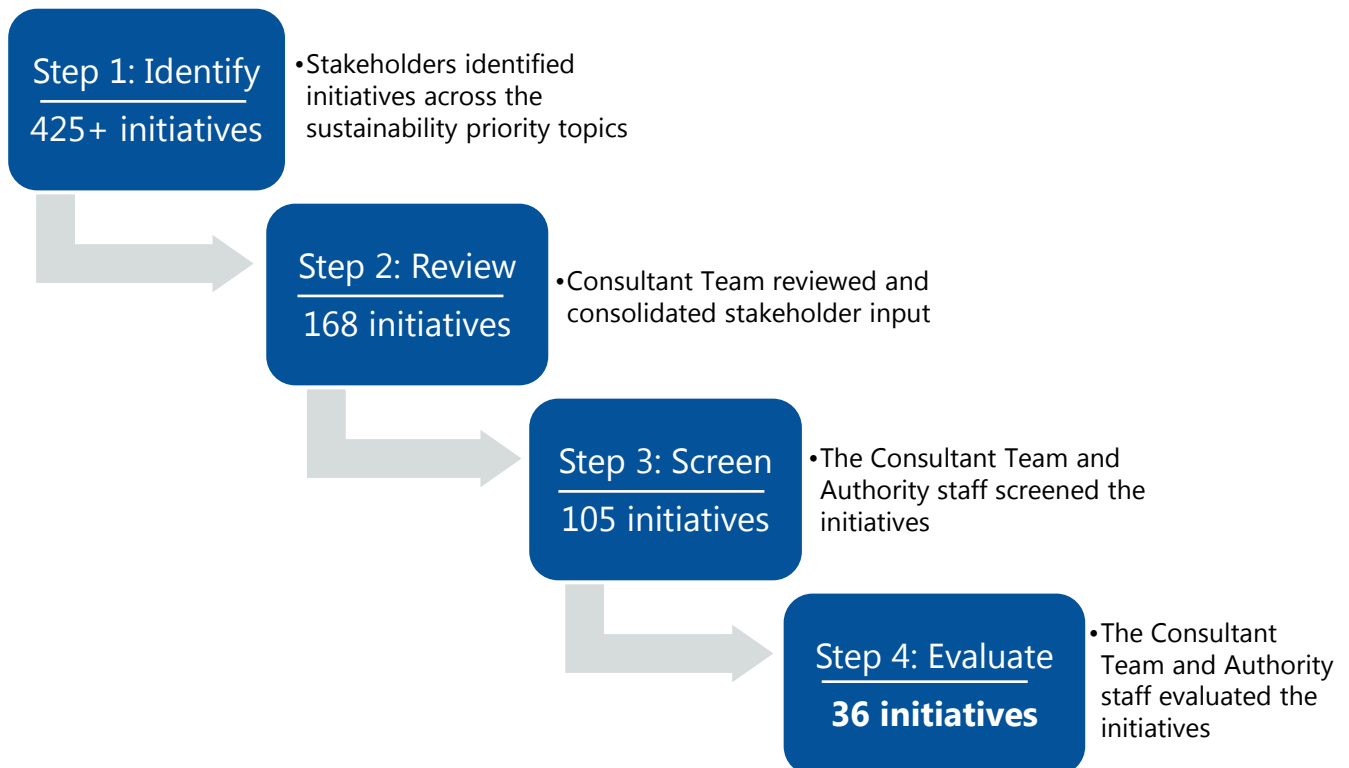 Step 1: Identify
425+ initiatives
•Stakeholders identified
initiatives across the
sustainability priority topics
Step 2: Review
168 initiatives
•Consultant Team reviewed and
consolidated stakeholder input
Step 3: Screen
105 initiatives
•The Consultant Team and
Authority staff screened the
initiatives
Step 4: Evaluate
36 initiatives
•The Consultant
Team and Authority
staff evaluated the
initiatives